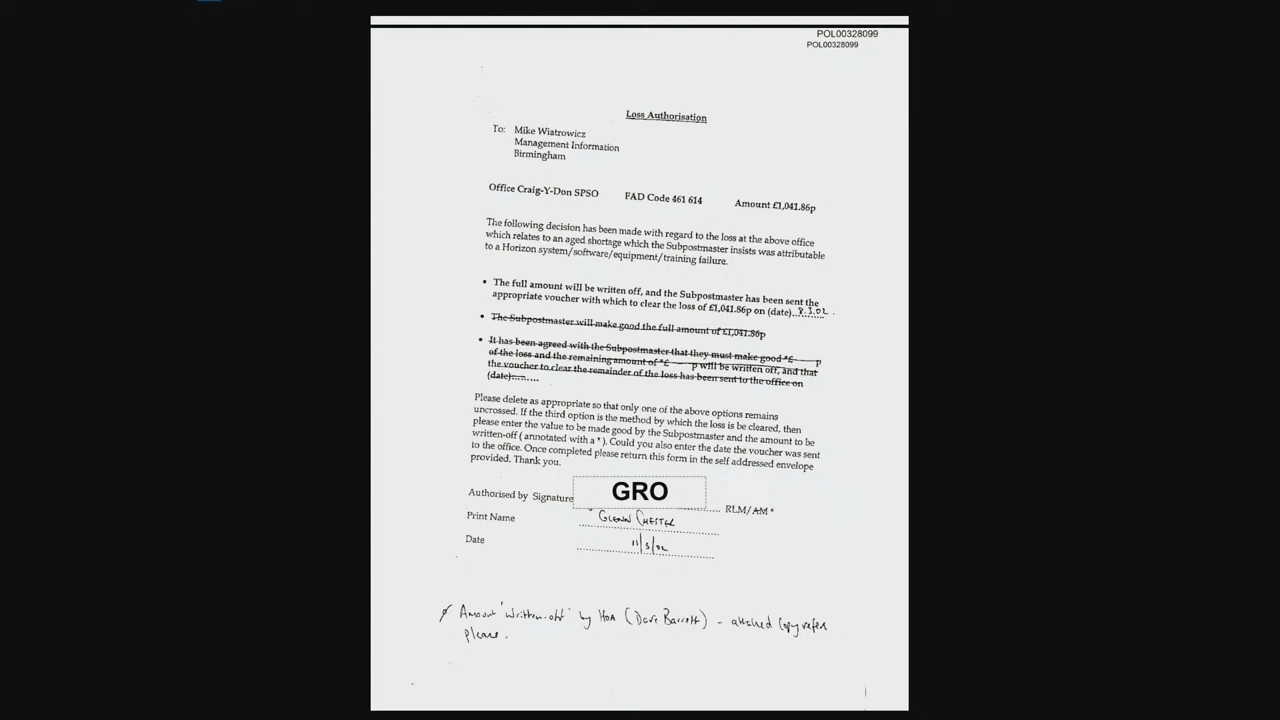 POL00328099
POL00328099
Loss Authorisation
To: Mike Wiatrowicz
Management Information
Birmingham
Office Craig-Y-Don SPSO FAD Code 461 614 Amount £1,041.86p
The following decision has been made with regard to the loss at the above office
which relates to an aged shortage which the Subpostmaster insists was attributable
to a Horizon system/software/equipment/training failure.
• The full amount will be written off, and the Subpostmaster has been sent the
appropriate voucher with which to clear the loss of £1,041.86p on (date)..8.3.02.
• The Subpostmaster will make good the full amount of £1,041.86p
• It has been agreed with the Subpostmaster that they must make good *£ p
of the loss and the remaining amount of *£ p will be written off, and that
the voucher to clear the remainder of the loss has been sent to the office on
(date).........
Please delete as appropriate so that only one of the above options remains
uncrossed. If the third option is the method by which the loss is be cleared, then
please enter the value to be made good by the Subpostmaster and the amount to be
written-off ( annotated with a * ). Could you also enter the date the voucher was sent
to the office. Once completed please return this form in the self addressed envelope
provided. Thank you.
Authorised by Signature GRO RLM/AM *
Print Name GLENN CHESTER
Date 11/3/02
Amount 'written-off' by HOA (Dave Barrett) - attached copy refers
please.